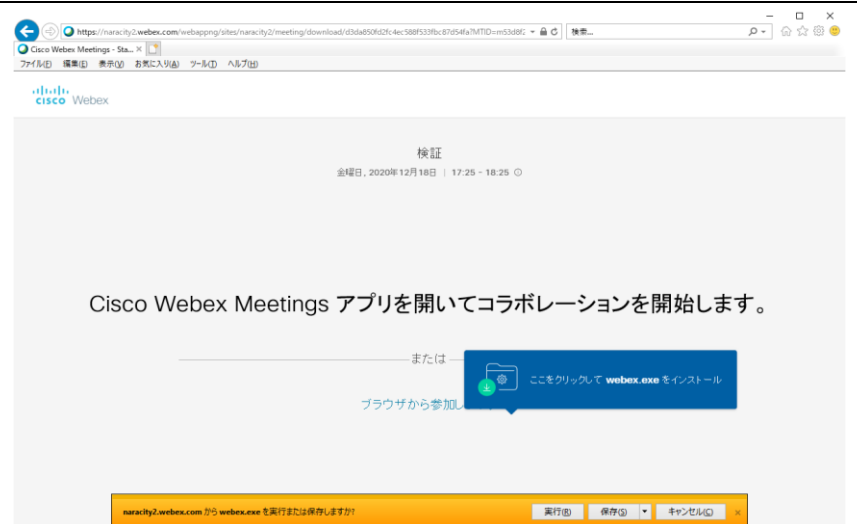 https://naracity2.webex.com/webappng/sites/naracity2/meeting/download/d3da850fd2fc4ec588f533fbc87d54fa?MTID=m53d8f
検索...
Cisco Webex Meetings - Sta...
ファイル(F) 編集(E) 表示(V) お気に入り(A) ツール(T) ヘルプ(H)
cisco Webex
検証
金曜日, 2020年12月18日 | 17:25 - 18:25
Cisco Webex Meetings アプリを開いてコラボレーションを開始します。
または
ここをクリックして webex.exe をインストール
ブラウザから参加し
naracity2.webex.com から webex.exe を実行または保存しますか?
実行(R) 保存(S) キャンセル(C)